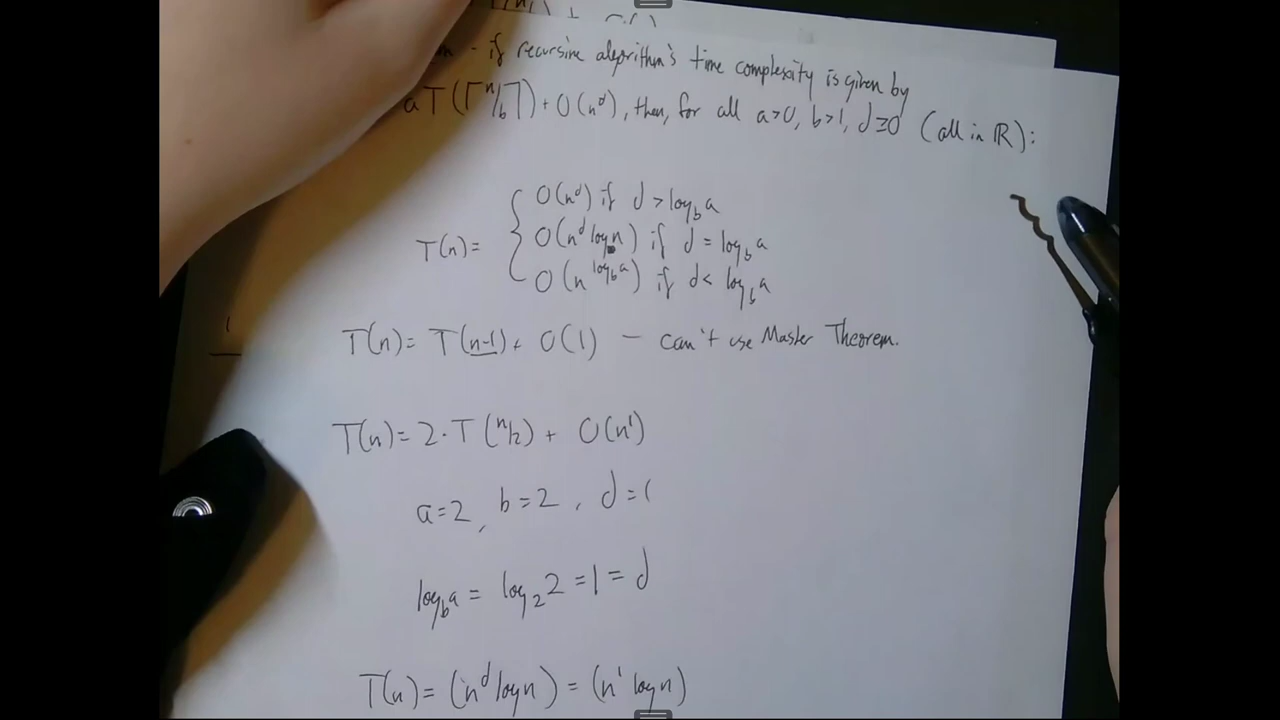 - if recursive algorithm's time complexity is given by
aT(⌈n/b⌉) + O(n^d), then, for all a>0, b>1, d≥0 (all in ℝ):
T(n) = { O(n^d) if d > log_b a
O(n^d log n) if d = log_b a
O(n^{log_b a}) if d < log_b a
T(n) = T(n-1) + O(1) — can't use Master Theorem.
T(n) = 2·T(n/2) + O(n^1)
a=2, b=2, d=1
log_b a = log_2 2 = 1 = d
T(n) = (n^d log n) = (n^1 log n)